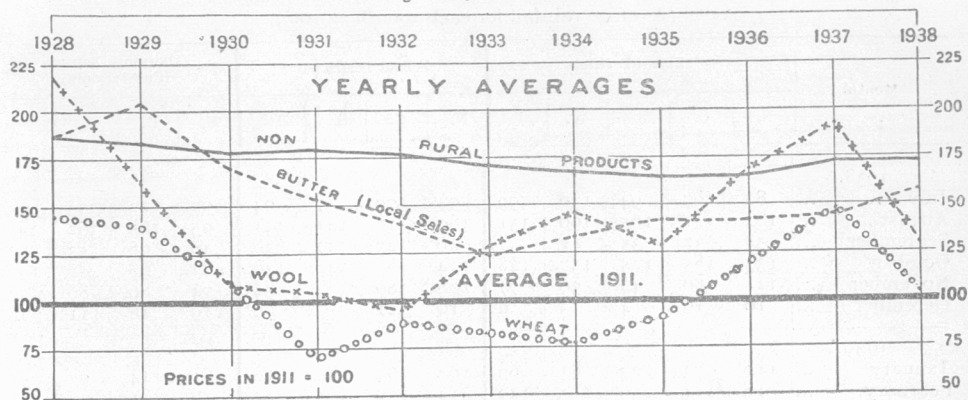 1928 1929 1930 1931 1932 1933 1934 1935 1936 1937 1938
225 225
YEARLY AVERAGES
200 200
NON RURAL PRODUCTS
175 175
BUTTER (Local Sales)
150 150
125 125
WOOL AVERAGE 1911.
100 100
WHEAT
75 75
PRICES IN 1911 = 100
50 50